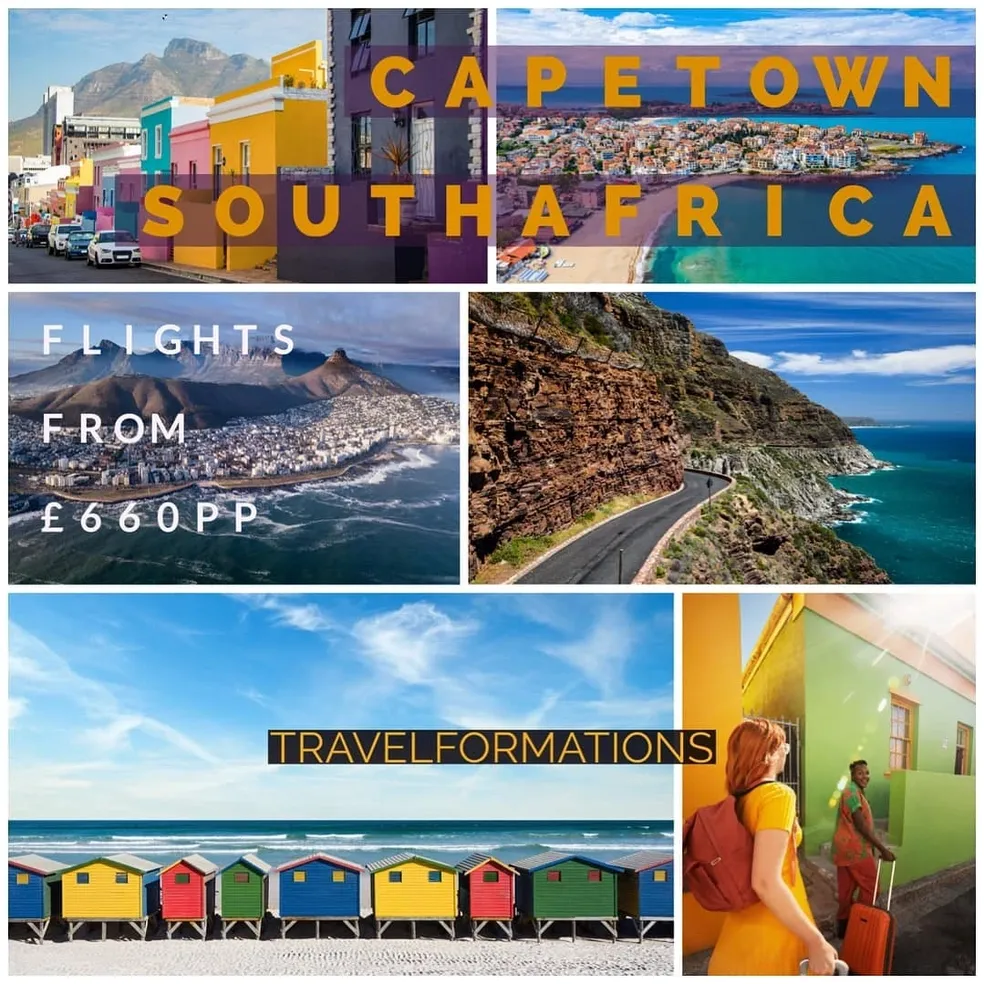 CAPETOWN
SOUTHAFRICA
FLIGHTS
FROM
£660PP
TRAVELFORMATIONS